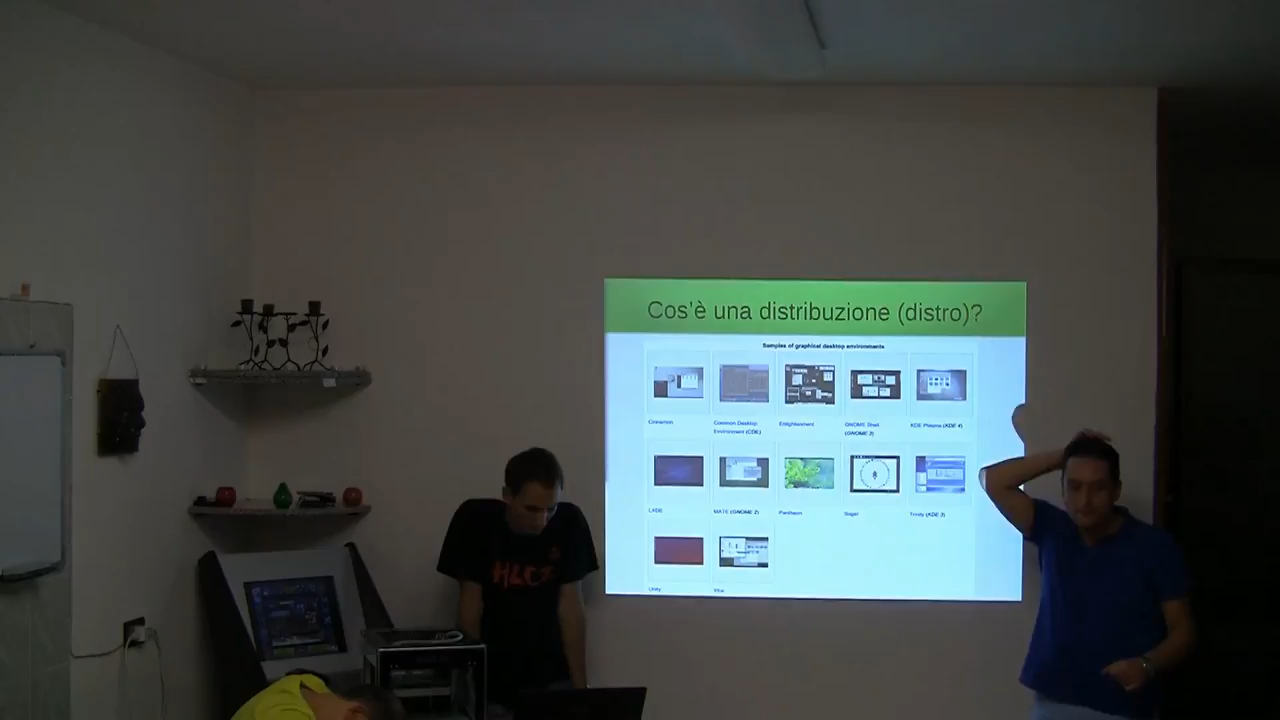 Cos'è una distribuzione (distro)?
Samples of graphical desktop environments
Cinnamon
Common Desktop
Environment (CDE)
Enlightenment
GNOME Shell
(GNOME 3)
KDE Plasma (KDE 4)
LXDE
MATE (GNOME 2)
Pantheon
Sugar
Trinity (KDE 3)
Unity
Xfce